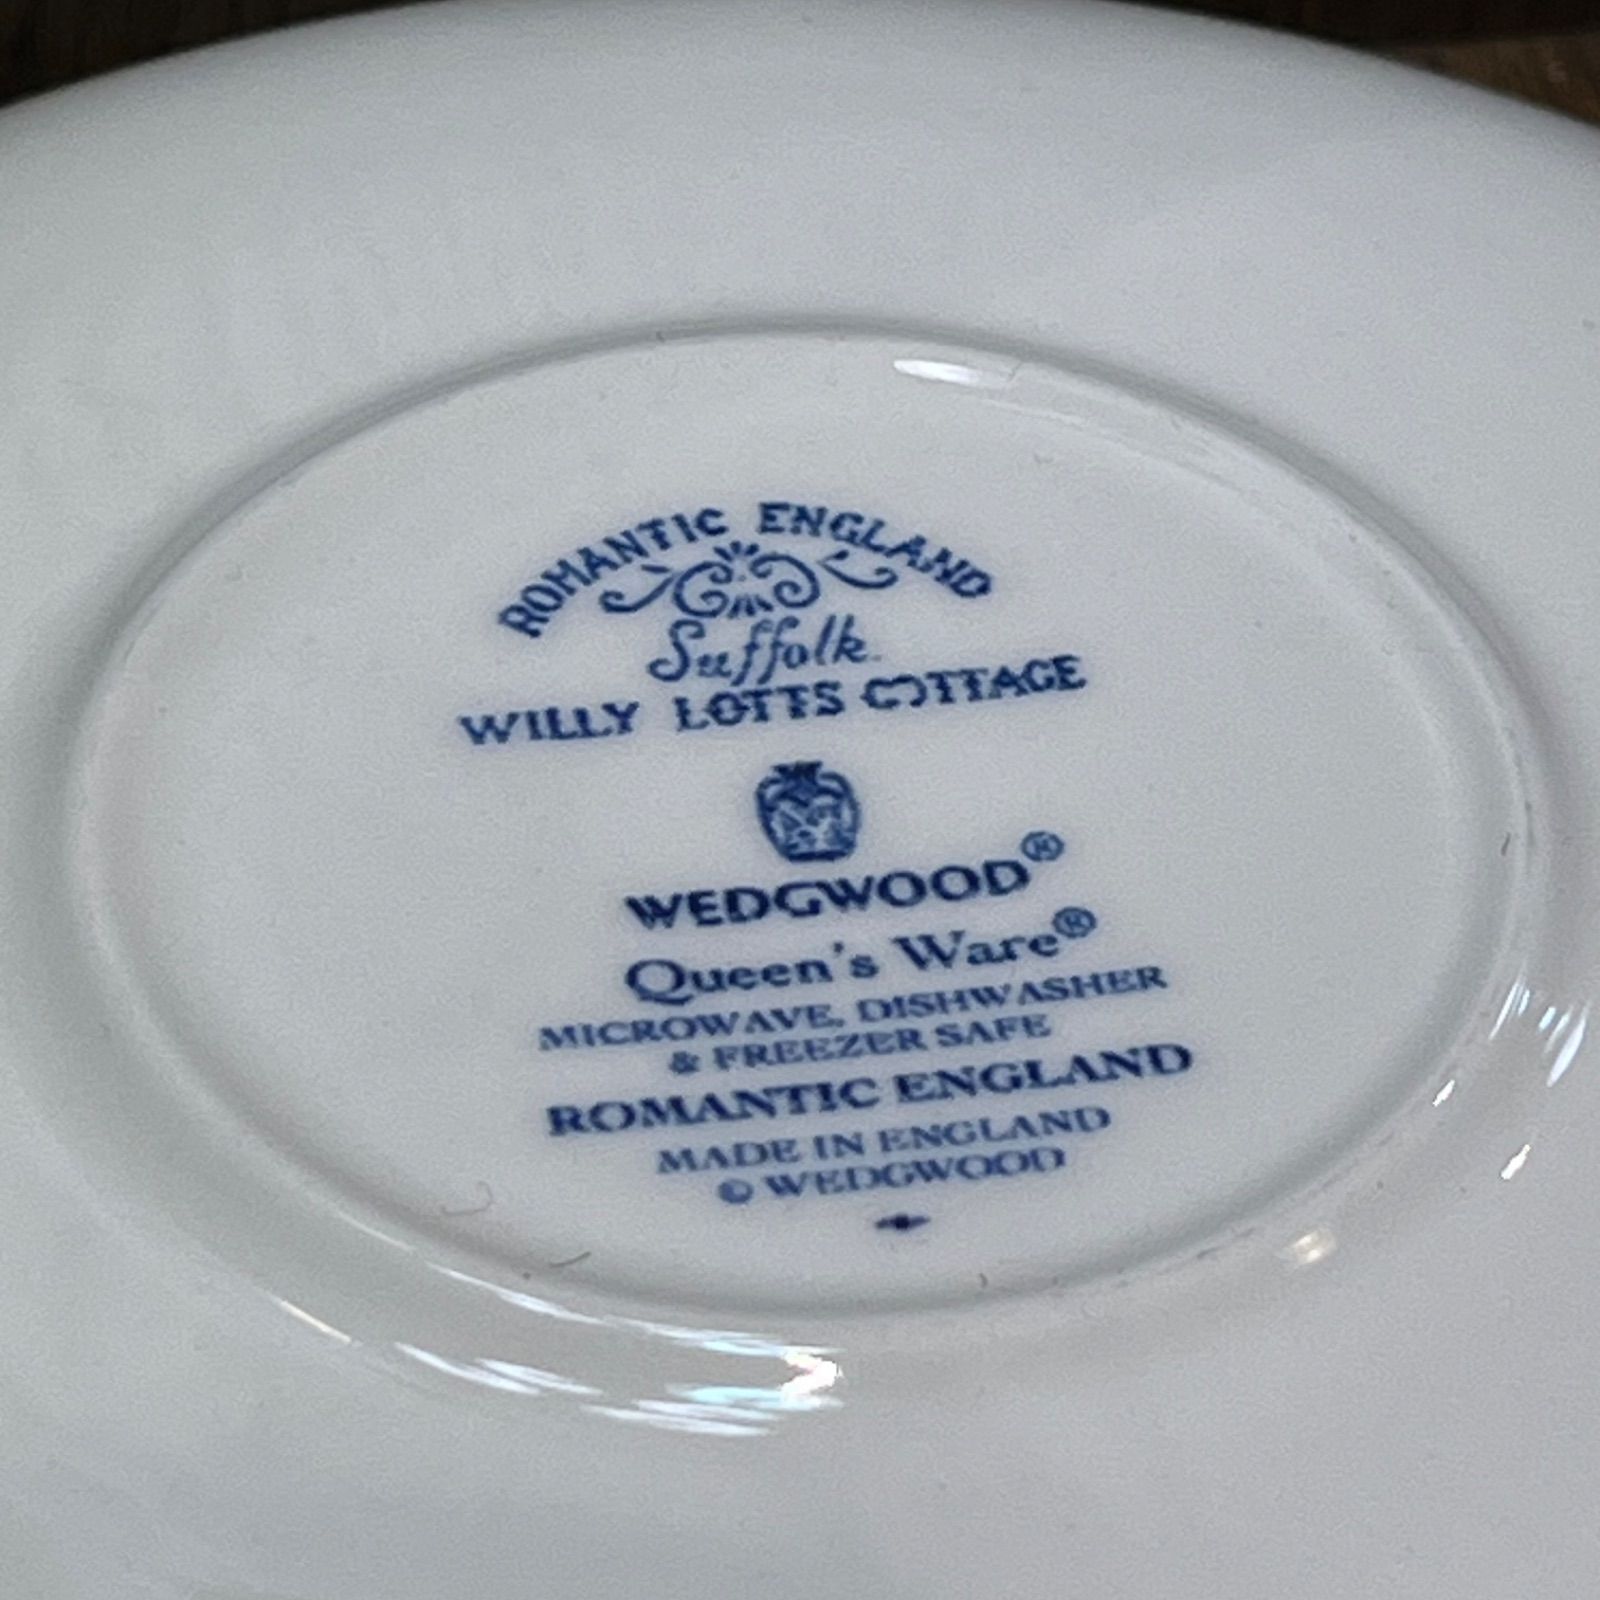 ROMANTIC ENGLAND
Suffolk
WILLY LOTTS COTTAGE
WEDGWOOD®
Queen's Ware®
MICROWAVE, DISHWASHER
& FREEZER SAFE
ROMANTIC ENGLAND
MADE IN ENGLAND
© WEDGWOOD